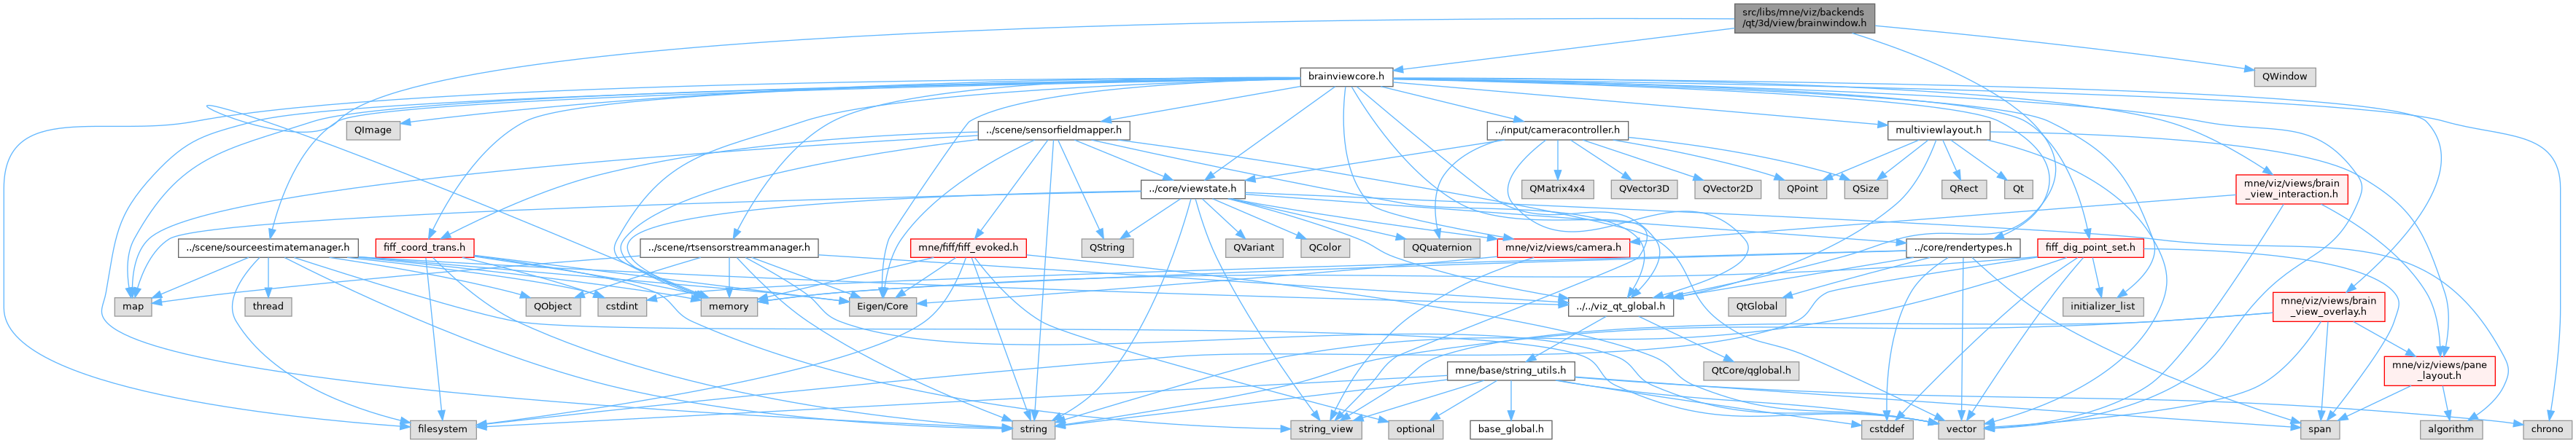 src/libs/mne/viz/backends
/qt/3d/view/brainwindow.h
brainviewcore.h
QWindow
QImage
../scene/sensorfieldmapper.h
../input/cameracontroller.h
multiviewlayout.h
../core/viewstate.h
QMatrix4x4
QVector3D
QVector2D
QPoint
QSize
QRect
Qt
mne/viz/views/brain
_view_interaction.h
../scene/sourceestimatemanager.h
fiff_coord_trans.h
../scene/rtsensorstreammanager.h
mne/fiff/fiff_evoked.h
QString
QVariant
QColor
QQuaternion
mne/viz/views/camera.h
../core/rendertypes.h
fiff_dig_point_set.h
map
thread
QObject
cstdint
memory
Eigen/Core
../../viz_qt_global.h
QtGlobal
initializer_list
mne/viz/views/brain
_view_overlay.h
mne/base/string_utils.h
QtCore/qglobal.h
mne/viz/views/pane
_layout.h
filesystem
string
string_view
optional
base_global.h
cstddef
vector
span
algorithm
chrono